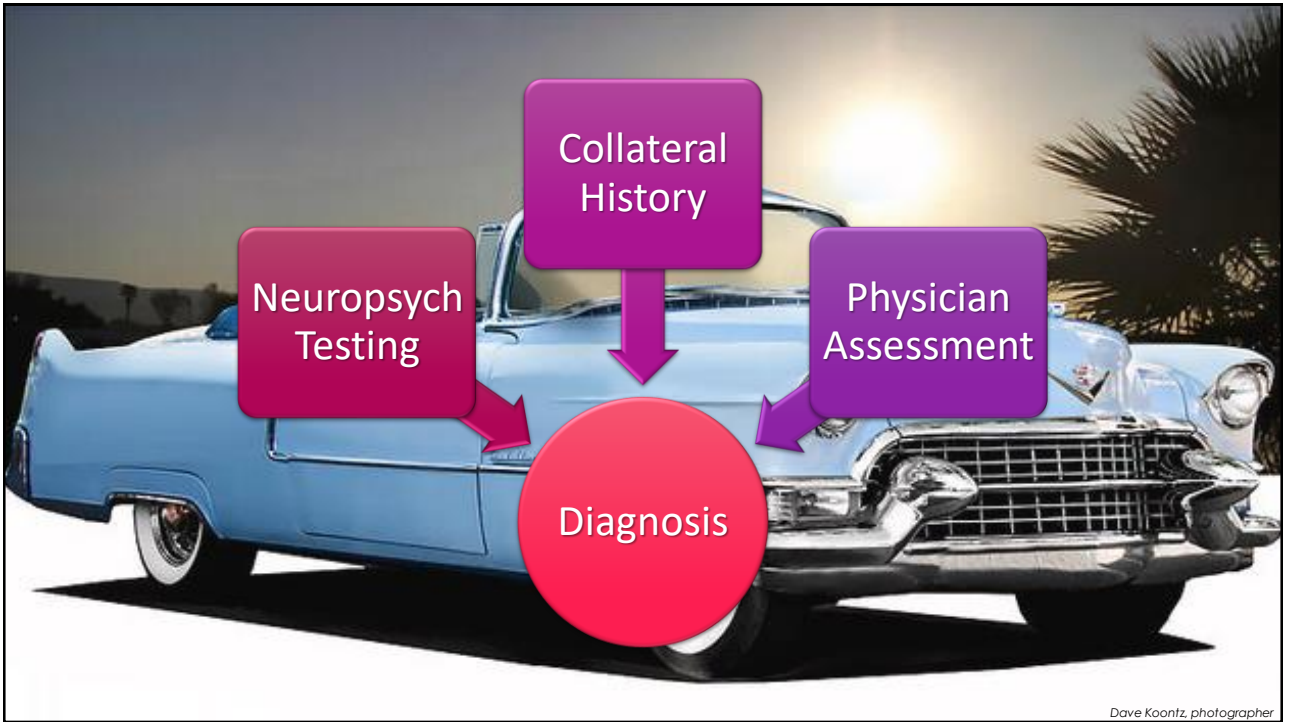 Collateral
History
Neuropsych
Testing
Physician
Assessment
Diagnosis
Dave Koontz, photographer